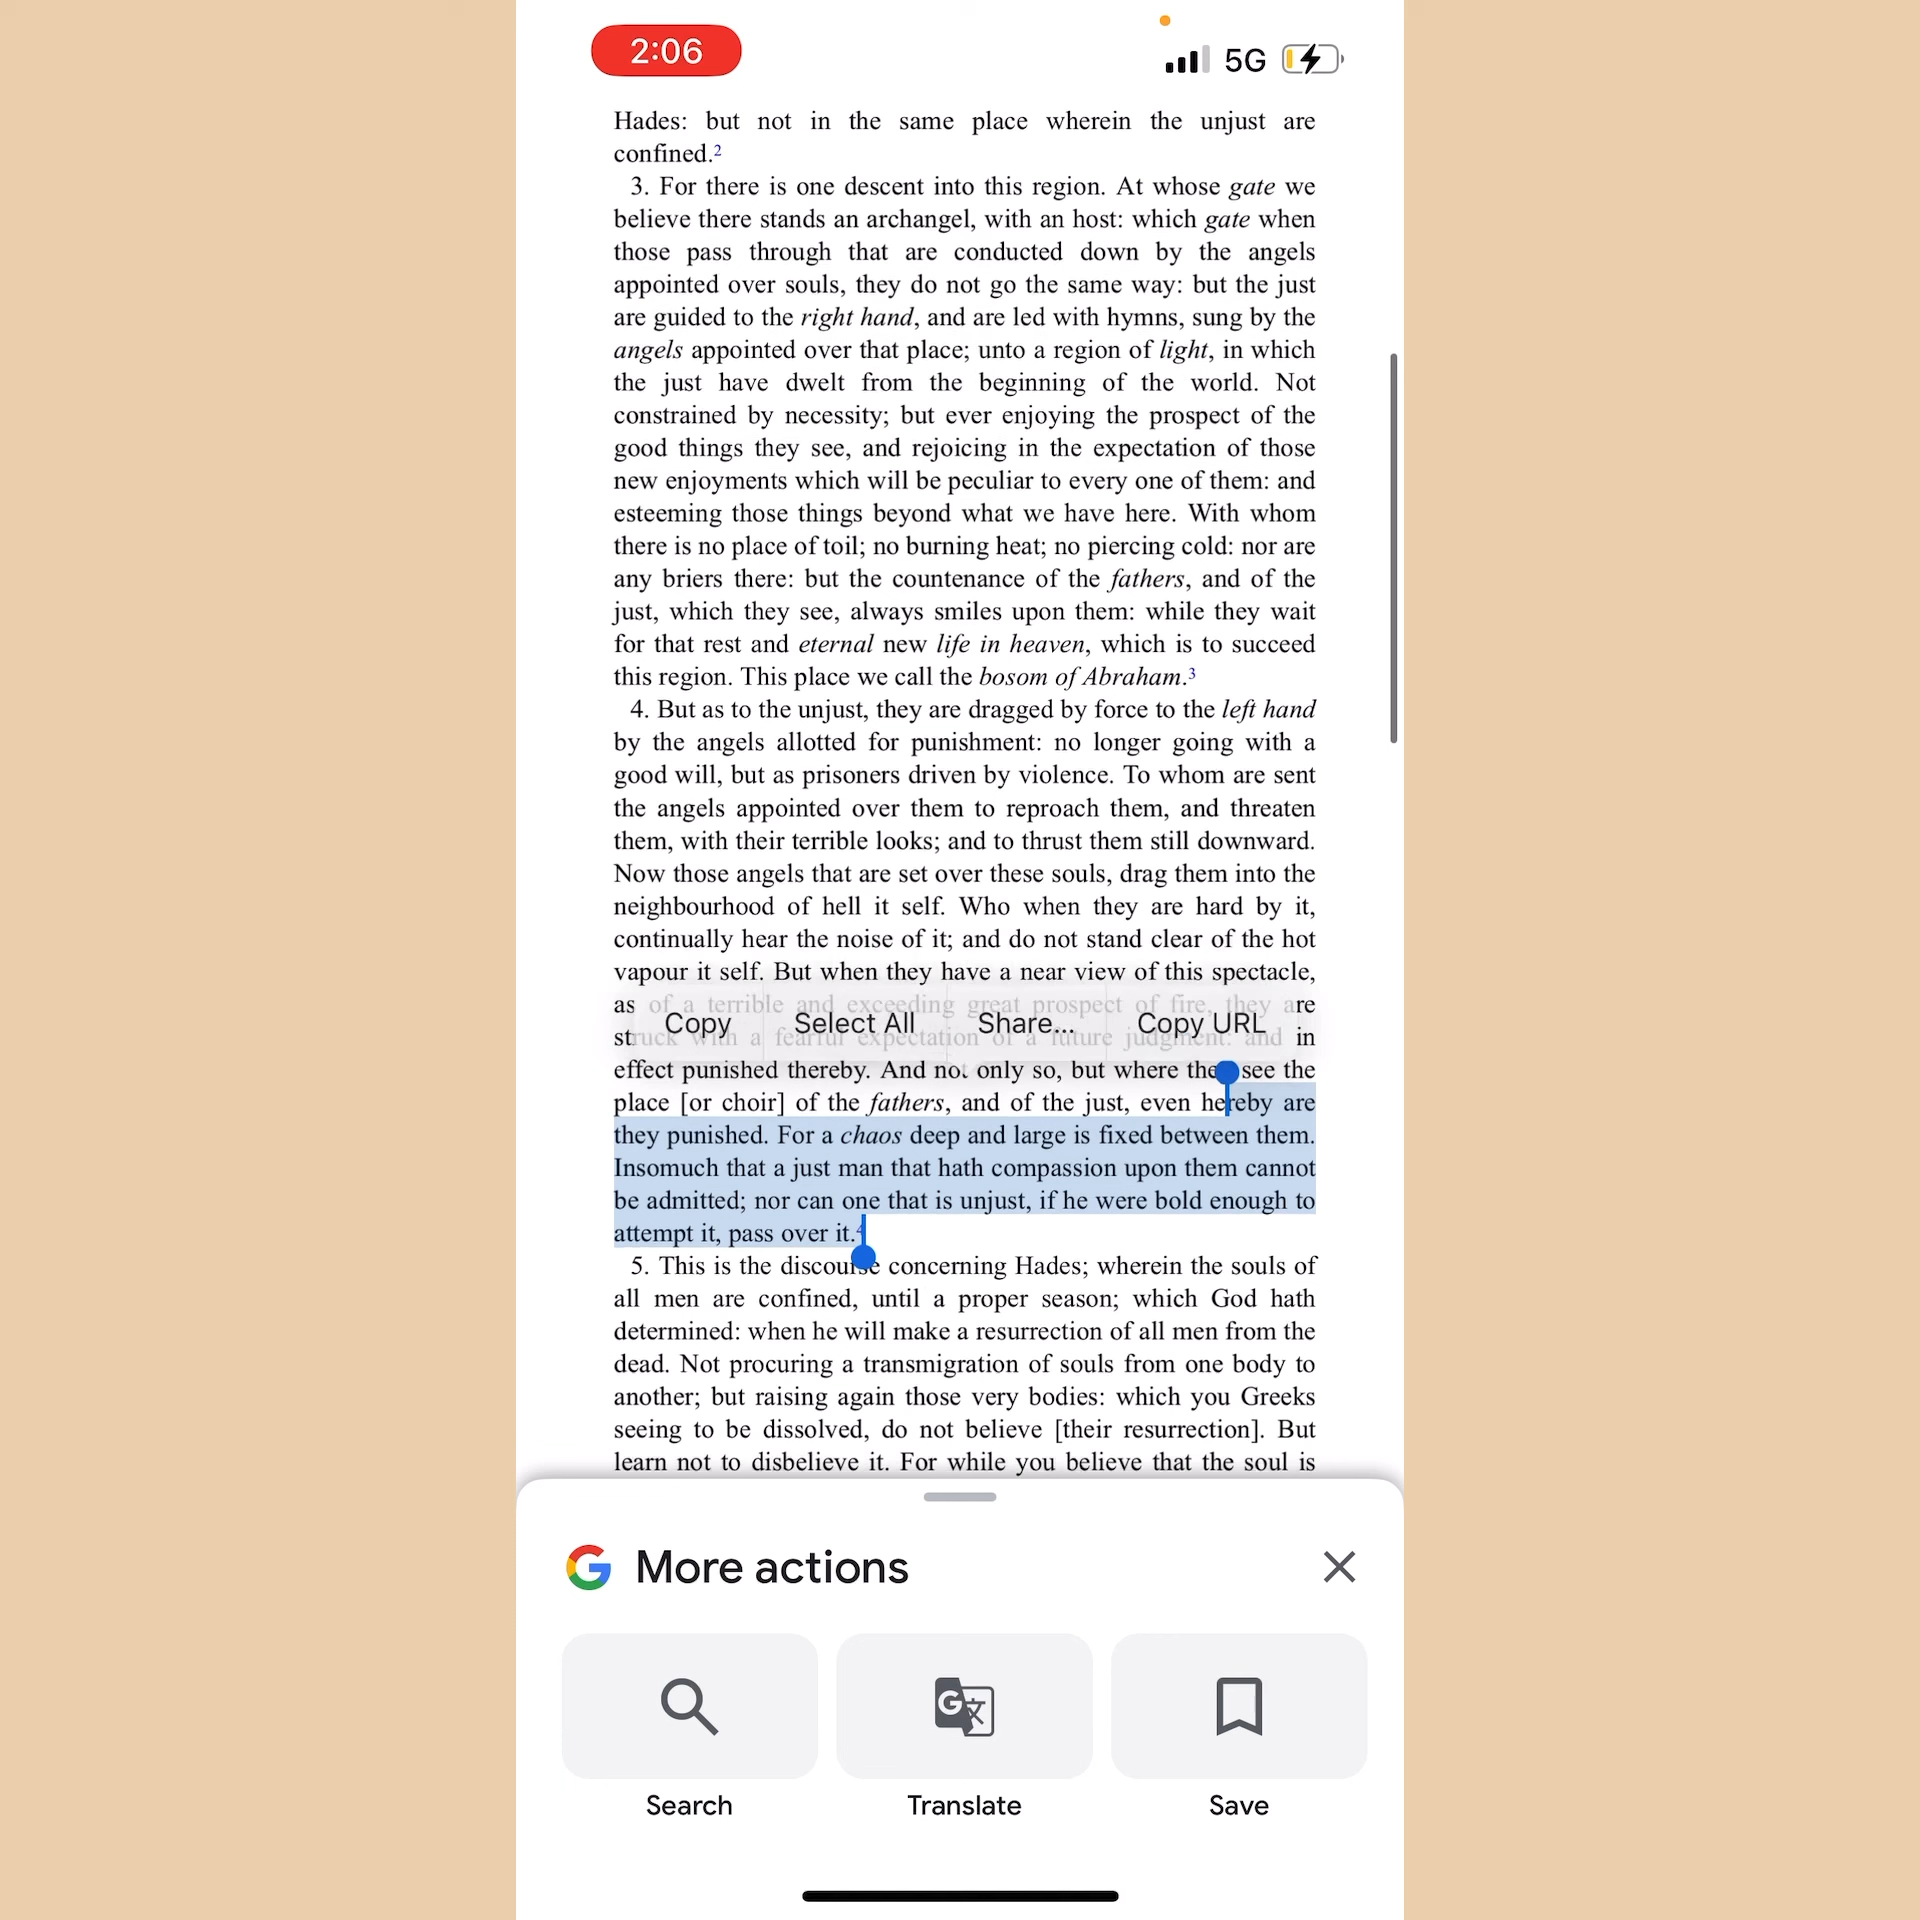 2:06
5G
Hades: but not in the same place wherein the unjust are
confined.2
3. For there is one descent into this region. At whose gate we
believe there stands an archangel, with an host: which gate when
those pass through that are conducted down by the angels
appointed over souls, they do not go the same way: but the just
are guided to the right hand, and are led with hymns, sung by the
angels appointed over that place; unto a region of light, in which
the just have dwelt from the beginning of the world. Not
constrained by necessity; but ever enjoying the prospect of the
good things they see, and rejoicing in the expectation of those
new enjoyments which will be peculiar to every one of them: and
esteeming those things beyond what we have here. With whom
there is no place of toil; no burning heat; no piercing cold: nor are
any briers there: but the countenance of the fathers, and of the
just, which they see, always smiles upon them: while they wait
for that rest and eternal new life in heaven, which is to succeed
this region. This place we call the bosom of Abraham.3
4. But as to the unjust, they are dragged by force to the left hand
by the angels allotted for punishment: no longer going with a
good will, but as prisoners driven by violence. To whom are sent
the angels appointed over them to reproach them, and threaten
them, with their terrible looks; and to thrust them still downward.
Now those angels that are set over these souls, drag them into the
neighbourhood of hell it self. Who when they are hard by it,
continually hear the noise of it; and do not stand clear of the hot
vapour it self. But when they have a near view of this spectacle,
as of a terrible and exceeding great prospect of fire, they are
Copy Select All Share... Copy URL
struck with a fearful expectation of a future judgment: and in
effect punished thereby. And not only so, but where they see the
place [or choir] of the fathers, and of the just, even hereby are
they punished. For a chaos deep and large is fixed between them.
Insomuch that a just man that hath compassion upon them cannot
be admitted; nor can one that is unjust, if he were bold enough to
attempt it, pass over it.4
5. This is the discourse concerning Hades; wherein the souls of
all men are confined, until a proper season; which God hath
determined: when he will make a resurrection of all men from the
dead. Not procuring a transmigration of souls from one body to
another; but raising again those very bodies: which you Greeks
seeing to be dissolved, do not believe [their resurrection]. But
learn not to disbelieve it. For while you believe that the soul is
G More actions
Search Translate Save